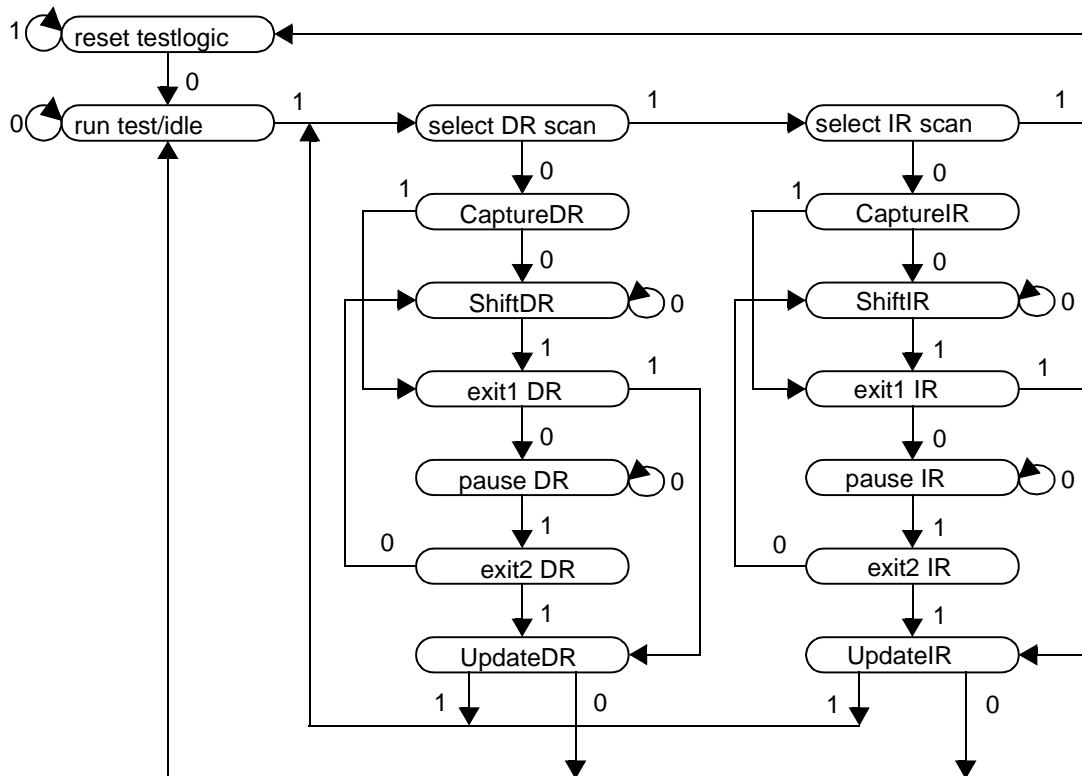 1
reset testlogic
0
0
run test/idle
1
select DR scan
1
select IR scan
1
0
0
1
CaptureDR
1
CaptureIR
0
0
ShiftDR
0
ShiftIR
0
1
1
exit1 DR
1
exit1 IR
1
0
0
pause DR
0
pause IR
0
1
1
0
exit2 DR
0
exit2 IR
1
1
UpdateDR
UpdateIR
1
0
1
0